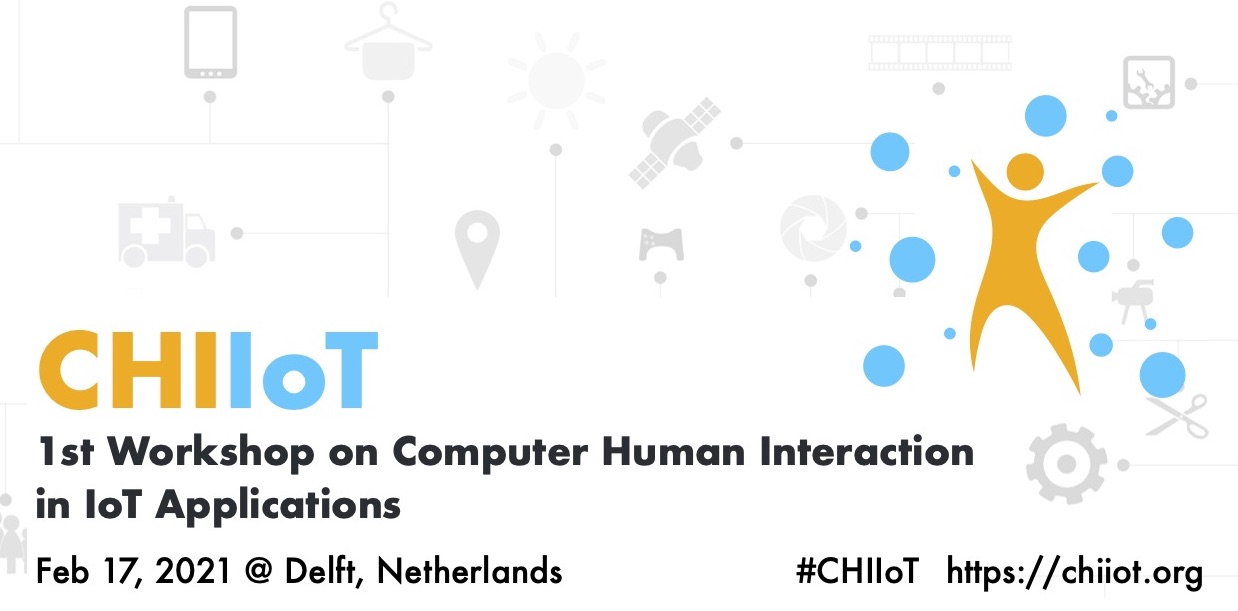 CHIIoT
1st Workshop on Computer Human Interaction
in IoT Applications
Feb 17, 2021 @ Delft, Netherlands
#CHIIoT https://chiiot.org